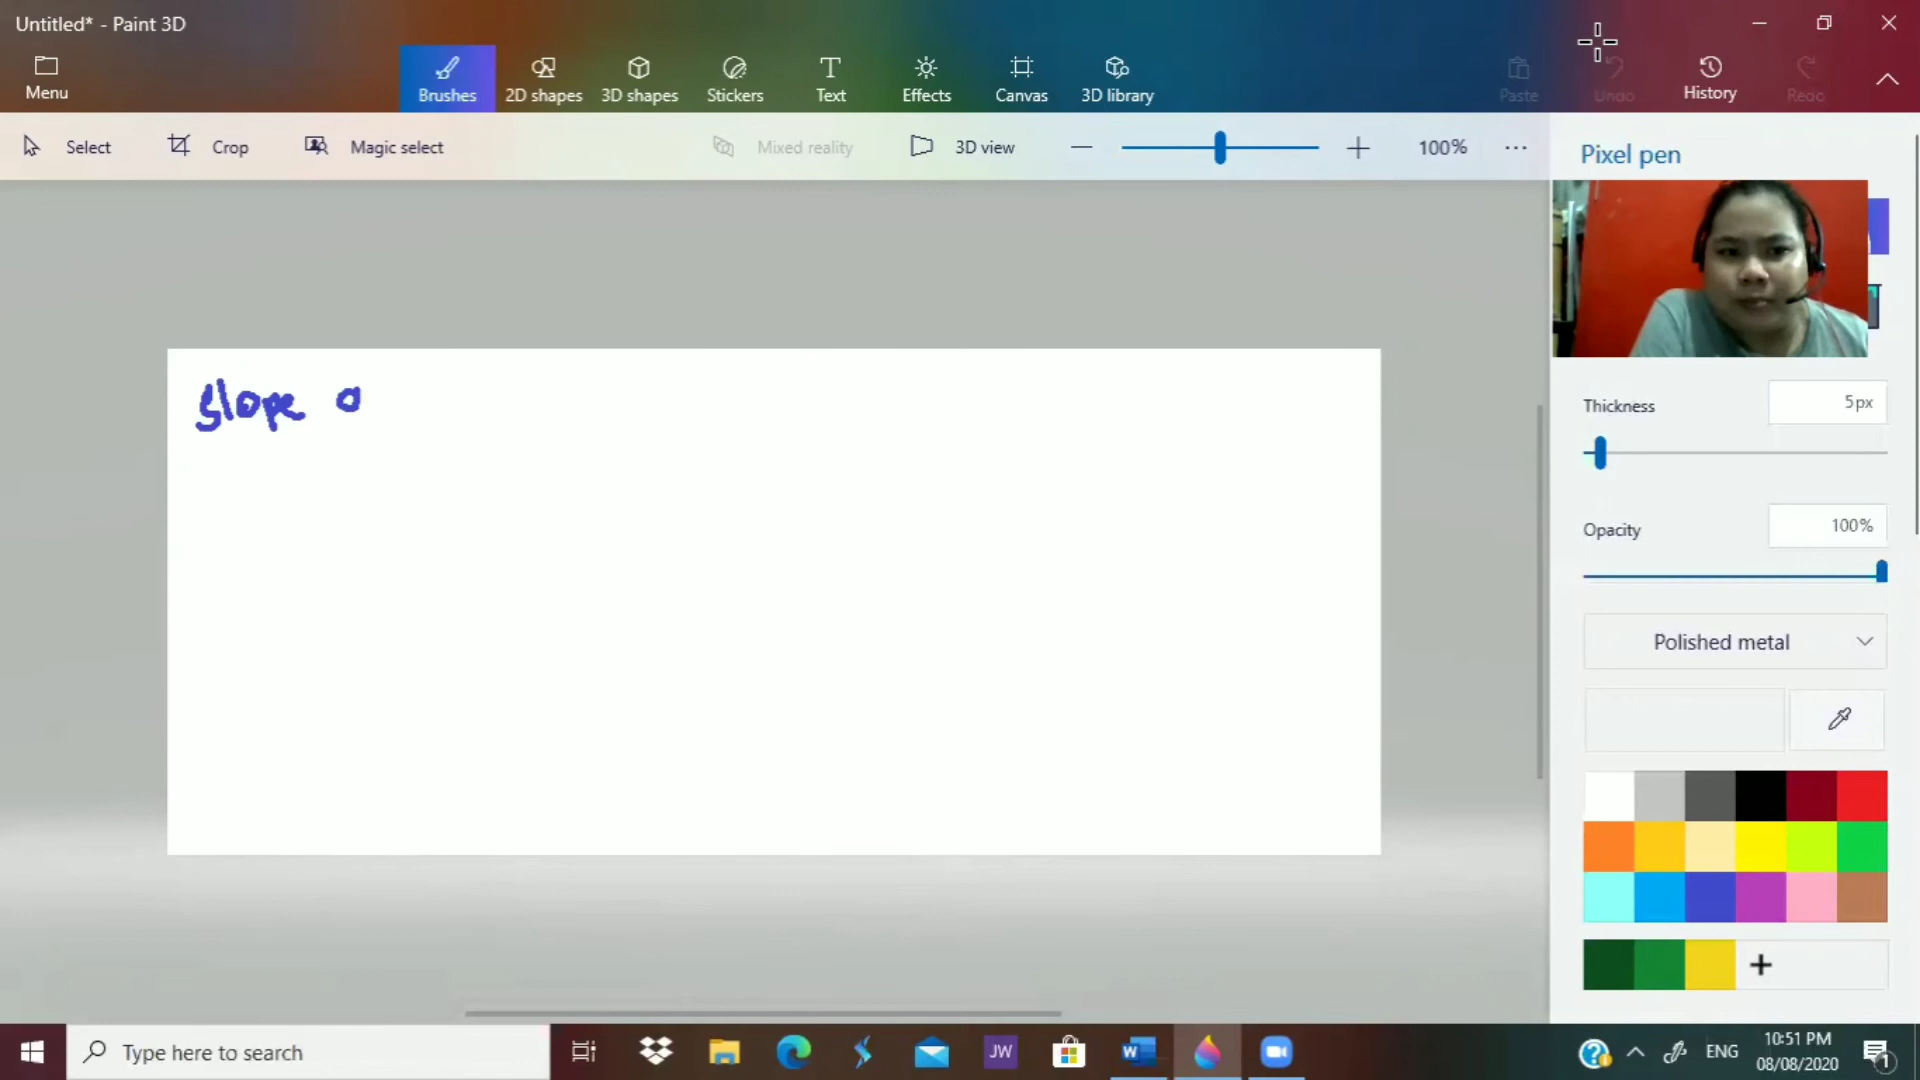 Untitled* - Paint 3D
Menu
Brushes
2D shapes
3D shapes
Stickers
Text
Effects
Canvas
3D library
Paste
Undo
History
Redo
Select
Crop
Magic select
Mixed reality
3D view
100%
Pixel pen
slope o
Thickness
5px
Opacity
100%
Polished metal
Type here to search
JW
ENG
10:51 PM
08/08/2020
1